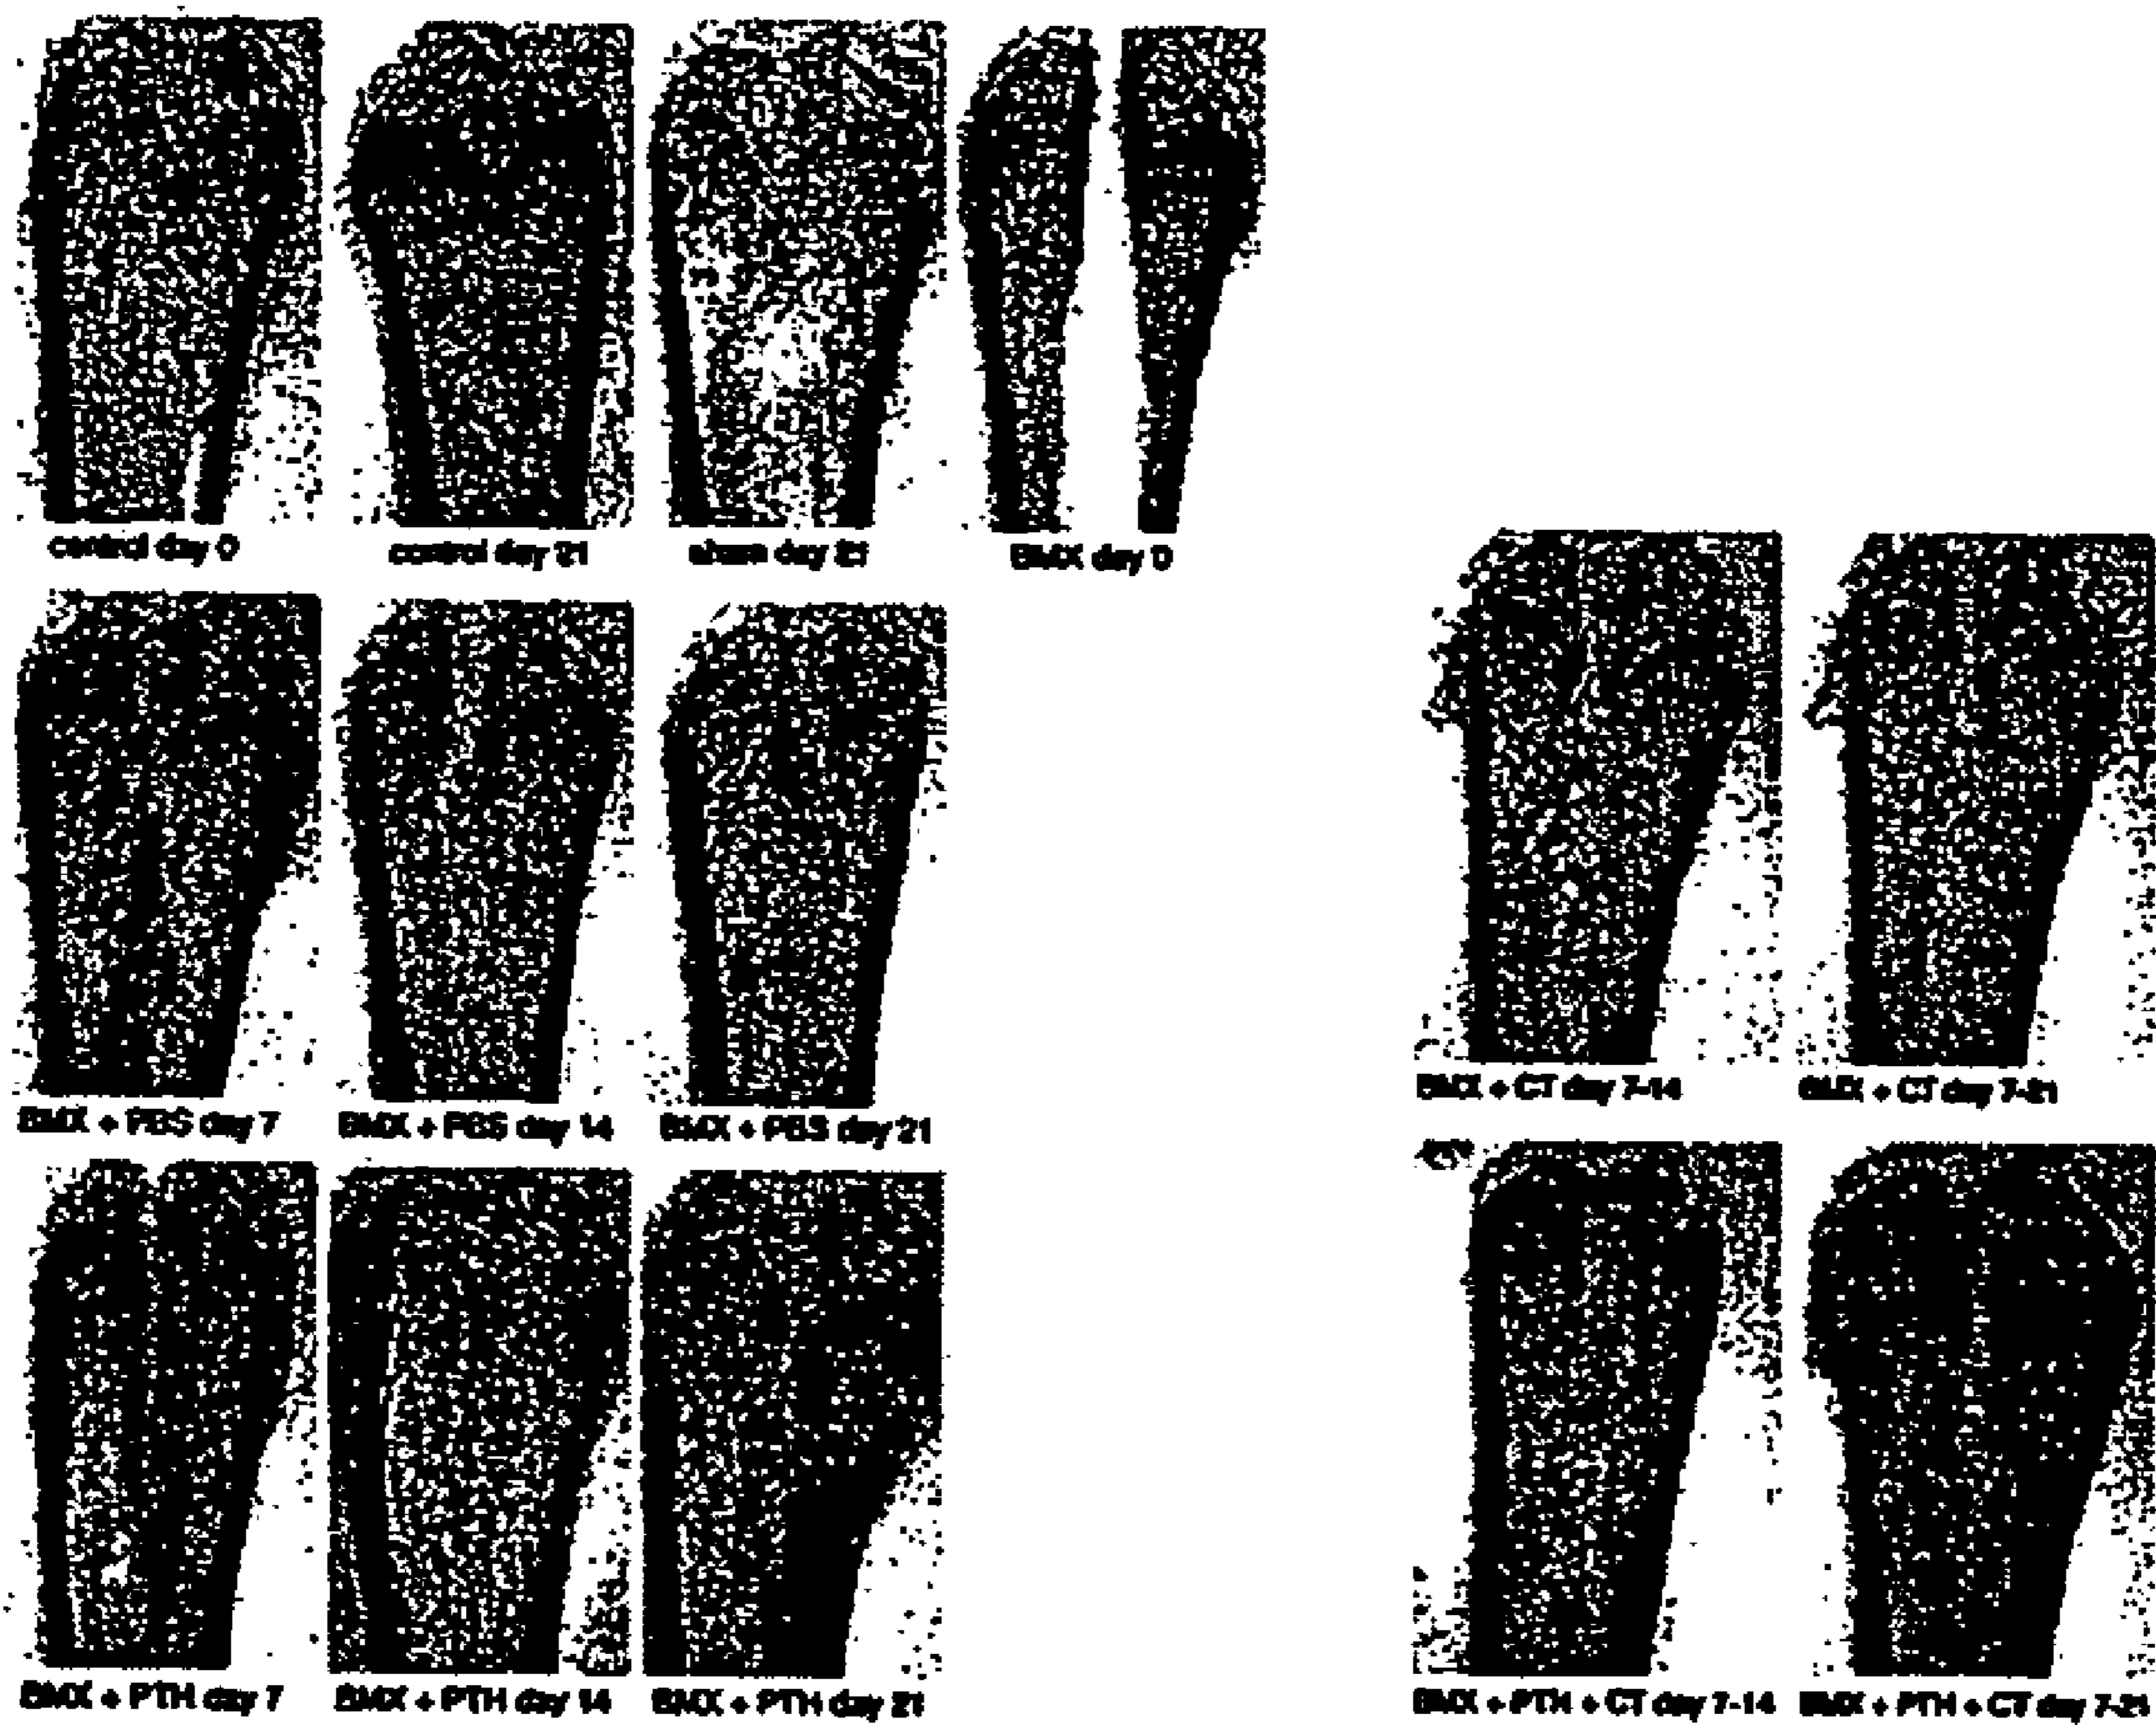 control day 0
control day 21
sham day 21
BMX day 0
BMX + CT day 7-14
BMX + CT day 7-21
BMX + PBS day 7
BMX + PBS day 14
BMX + PBS day 21
BMX + PTH day 7
BMX + PTH day 14
BMX + PTH day 21
BMX + PTH + CT day 7-14
BMX + PTH + CT day 7-21